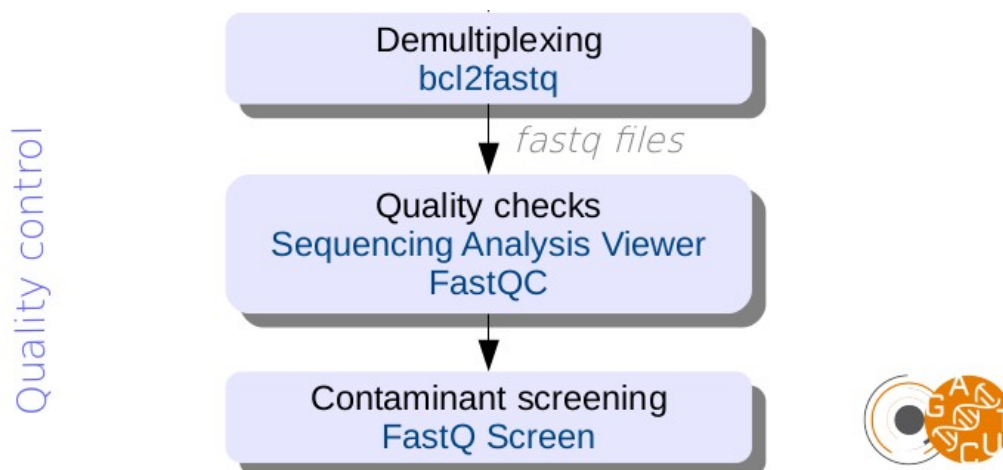 Demultiplexing
bcl2fastq
fastq files
Quality control
Quality checks
Sequencing Analysis Viewer
FastQC
Contaminant screening
FastQ Screen
G A C U